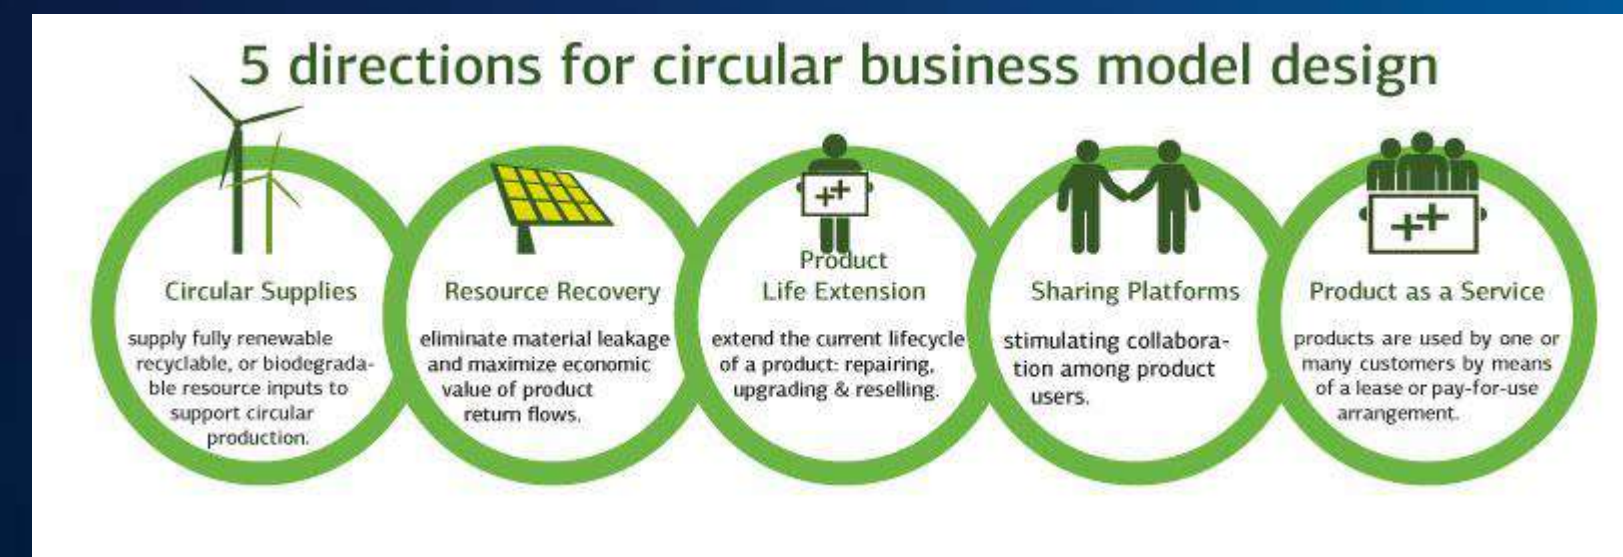 5 directions for circular business model design
Circular Supplies
supply fully renewable
recyclable, or biodegrada-
ble resource inputs to
support circular
production.
Resource Recovery
eliminate material leakage
and maximize economic
value of product
return flows.
Product
Life Extension
extend the current lifecycle
of a product: repairing,
upgrading & reselling.
Sharing Platforms
stimulating collabora-
tion among product
users.
Product as a Service
products are used by one or
many customers by means
of a lease or pay-for-use
arrangement.